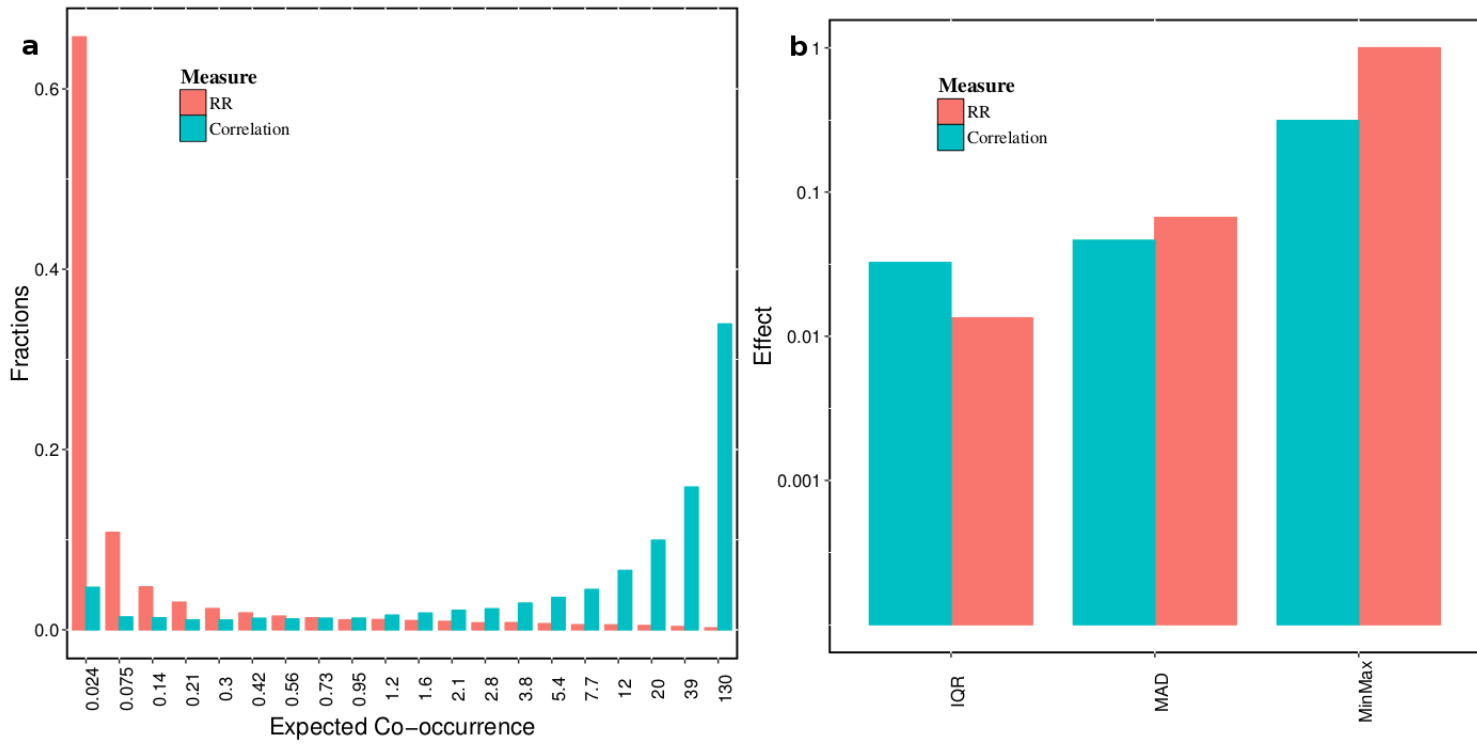 a
Measure
RR
Correlation
0.6
0.4
0.2
0.0
Fractions
0.024
0.075
0.14
0.21
0.3
0.42
0.56
0.73
0.95
1.2
1.6
2.1
2.8
3.8
5.4
7.7
12
20
39
130
Expected Co−occurrence
b
Measure
RR
Correlation
1
0.1
0.01
0.001
Effect
IQR
MAD
MinMax